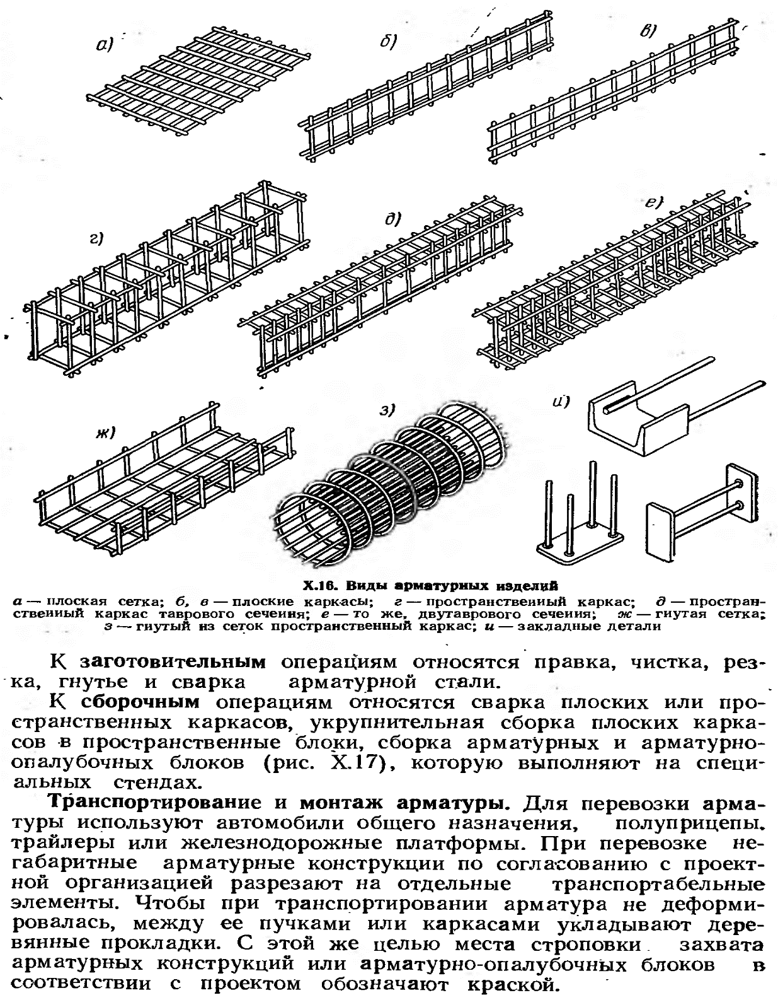 а)
б)
в)
г)
д)
е)
ж)
з)
и)
X.16. Виды арматурных изделий
а — плоская сетка; б, в — плоские каркасы; г — пространственный каркас; д — простран-
ственный каркас таврового сечения; е — то же, двутаврового сечения; ж — гнутая сетка;
з — гнутый из сеток пространственный каркас; и — закладные детали
К заготовительным операциям относятся правка, чистка, рез-
ка, гнутье и сварка арматурной стали.
К сборочным операциям относятся сварка плоских или про-
странственных каркасов, укрупнительная сборка плоских карка-
сов в пространственные блоки, сборка арматурных и арматурно-
опалубочных блоков (рис. X.17), которую выполняют на специ-
альных стендах.
Транспортирование и монтаж арматуры. Для перевозки арма-
туры используют автомобили общего назначения, полуприцепы.
трайлеры или железнодорожные платформы. При перевозке не-
габаритные арматурные конструкции по согласованию с проект-
ной организацией разрезают на отдельные транспортабельные
элементы. Чтобы при транспортировании арматура не деформи-
ровалась, между ее пучками или каркасами укладывают дере-
вянные прокладки. С этой же целью места строповки захвата
арматурных конструкций или арматурно-опалубочных блоков в
соответствии с проектом обозначают краской.